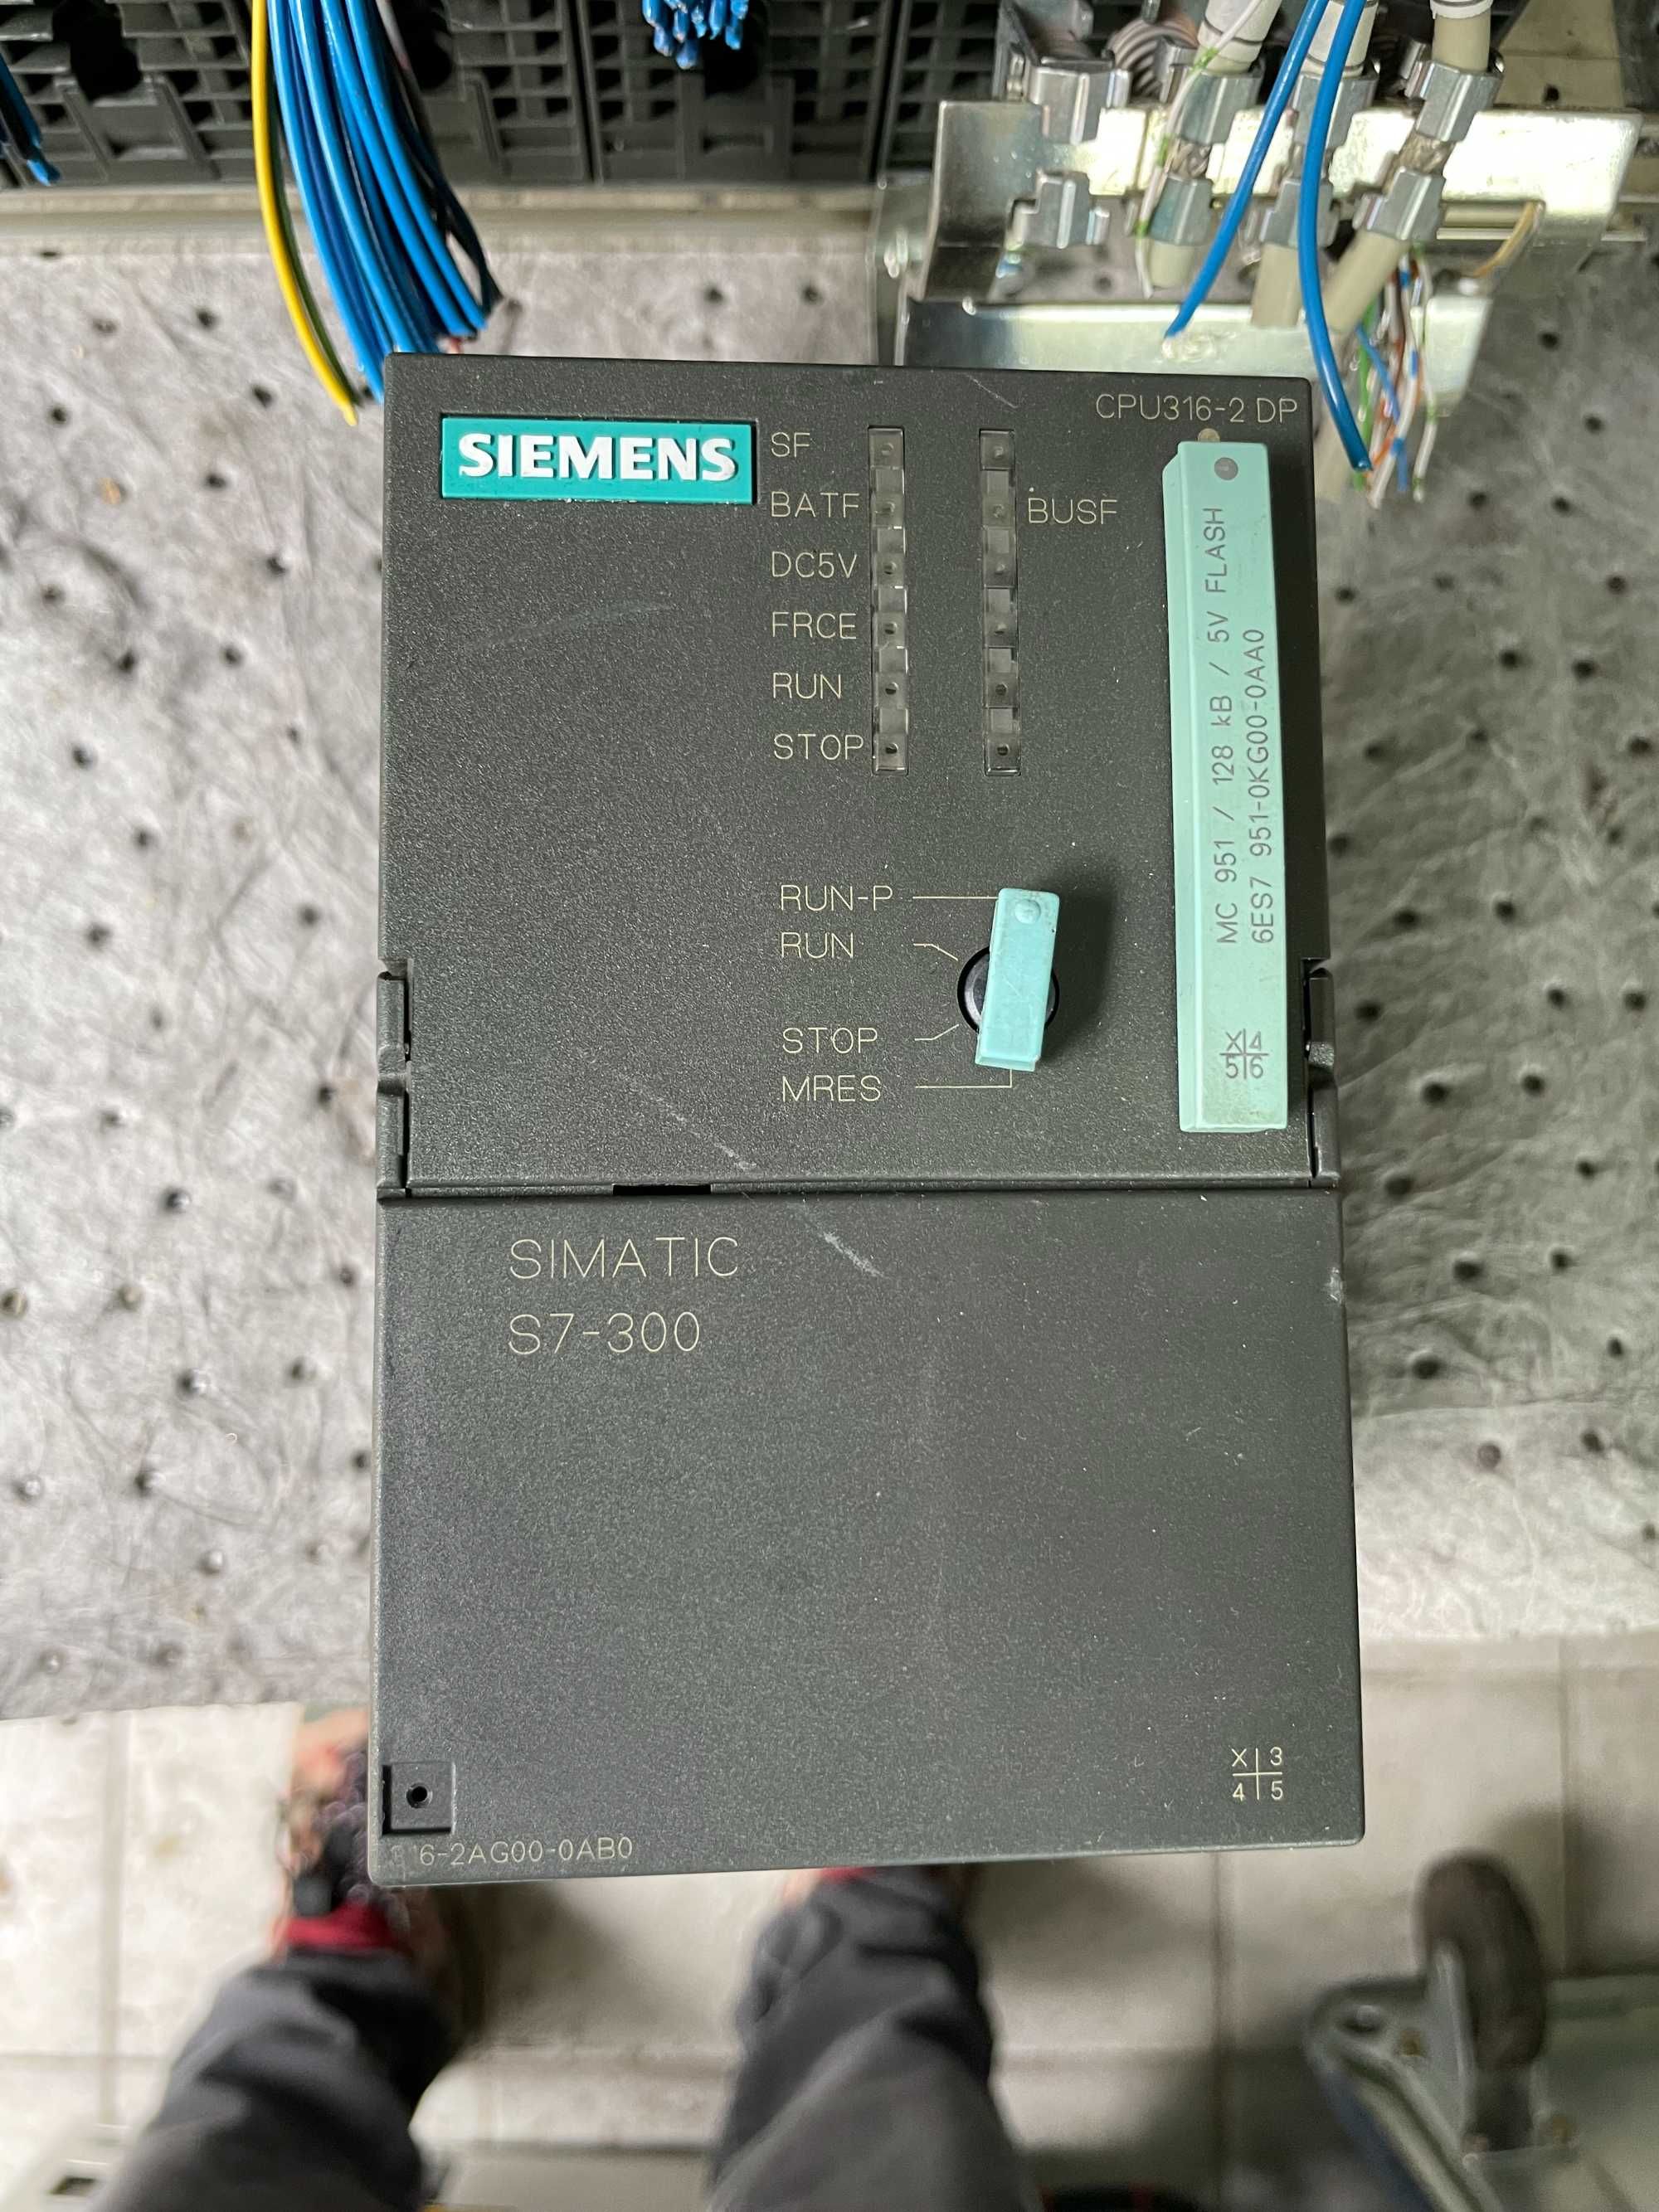 CPU316-2 DP
SIEMENS
SF
BATF
BUSF
DC5V
FRCE
RUN
STOP
MC 951 / 128 kB / 5V FLASH
6ES7 951-0KG00-0AA0
X 4
5 6
RUN-P
RUN
STOP
MRES
SIMATIC
S7-300
X 3
4 5
6-2AG00-0AB0